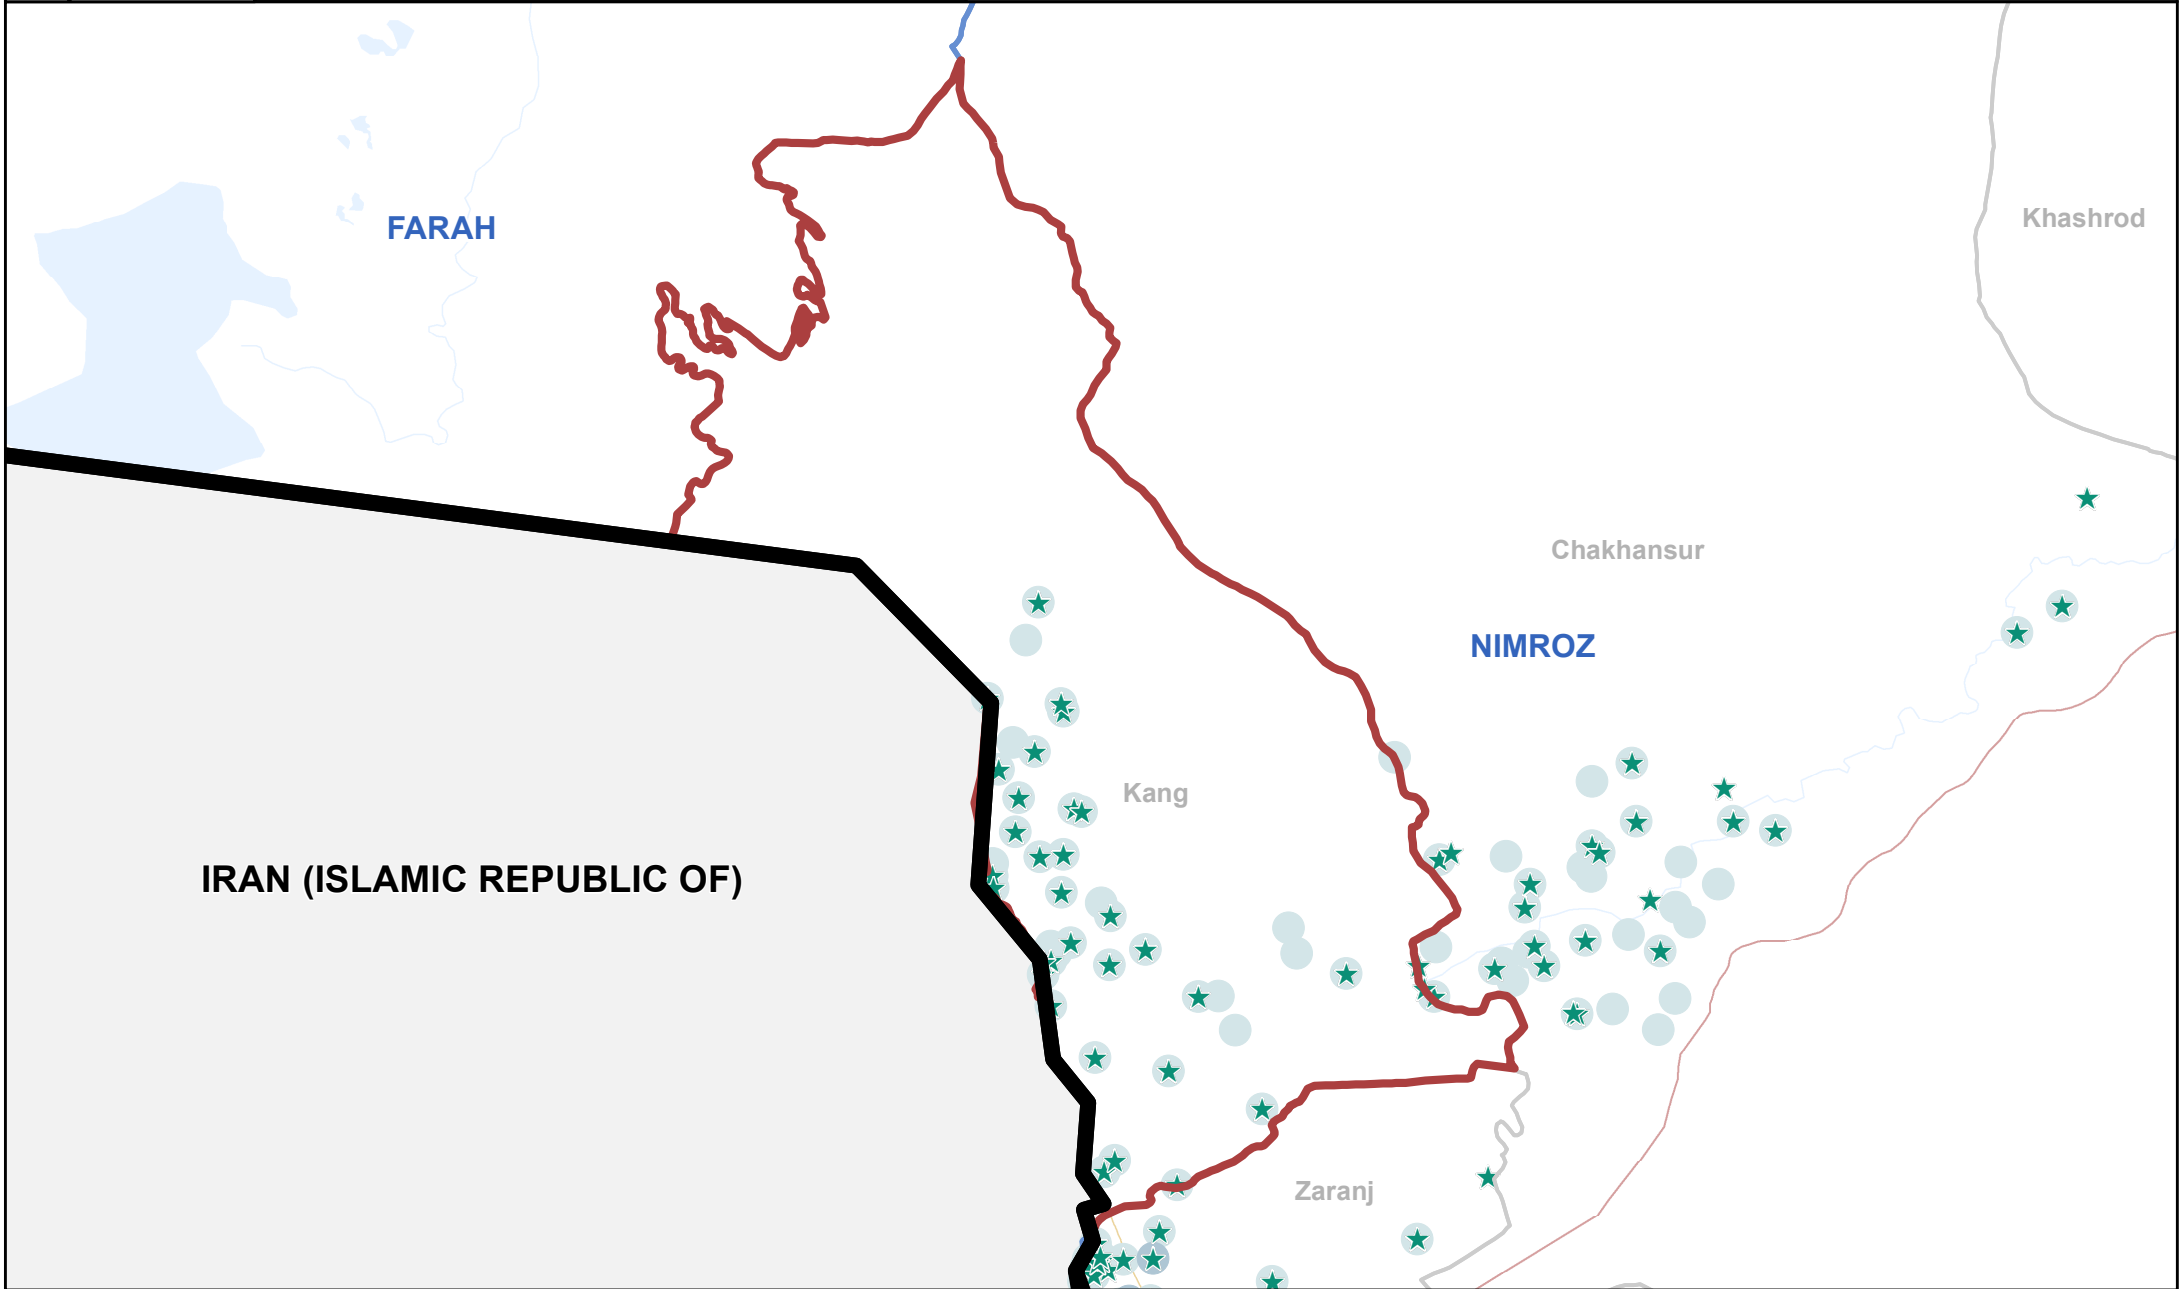 Khashrod
FARAH
Chakhansur
NIMROZ
Kang
IRAN (ISLAMIC REPUBLIC OF)
Zaranj